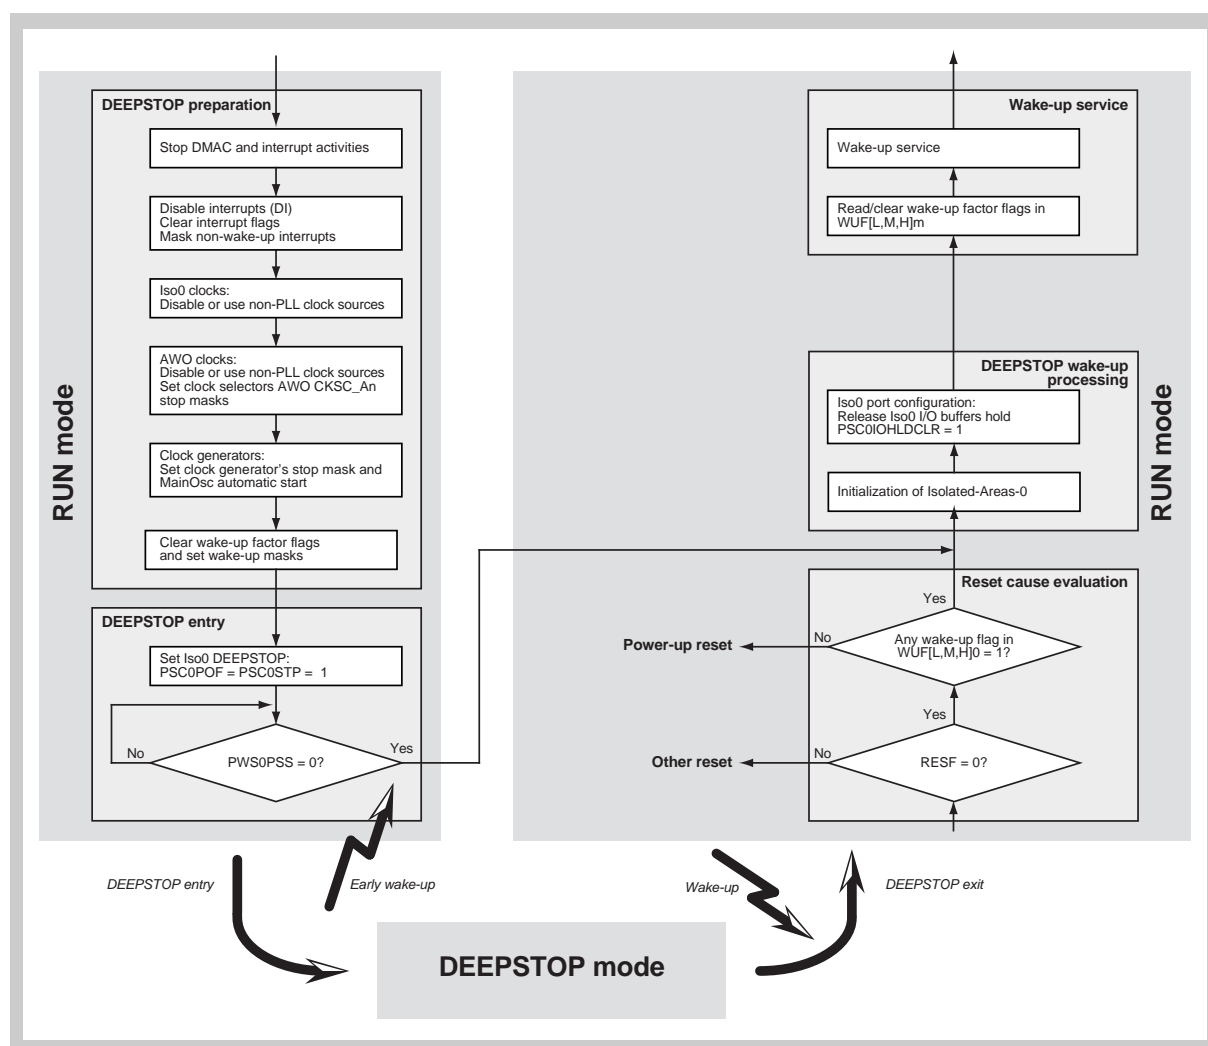 DEEPSTOP preparation
Stop DMAC and interrupt activities
Disable interrupts (DI)
Clear interrupt flags
Mask non-wake-up interrupts
Iso0 clocks:
Disable or use non-PLL clock sources
AWO clocks:
Disable or use non-PLL clock sources
Set clock selectors AWO CKSC_An
stop masks
Clock generators:
Set clock generator's stop mask and
MainOsc automatic start
Clear wake-up factor flags
and set wake-up masks
RUN mode
DEEPSTOP entry
Set Iso0 DEEPSTOP:
PSC0POF = PSC0STP = 1
No
PWS0PSS = 0?
Yes
DEEPSTOP entry
Early wake-up
DEEPSTOP mode
Wake-up
DEEPSTOP exit
Wake-up service
Wake-up service
Read/clear wake-up factor flags in
WUF[L,M,H]m
DEEPSTOP wake-up
processing
Iso0 port configuration:
Release Iso0 I/O buffers hold
PSC0IOHLDCLR = 1
Initialization of Isolated-Areas-0
RUN mode
Reset cause evaluation
Yes
Power-up reset
No
Any wake-up flag in
WUF[L,M,H]0 = 1?
Yes
Other reset
No
RESF = 0?